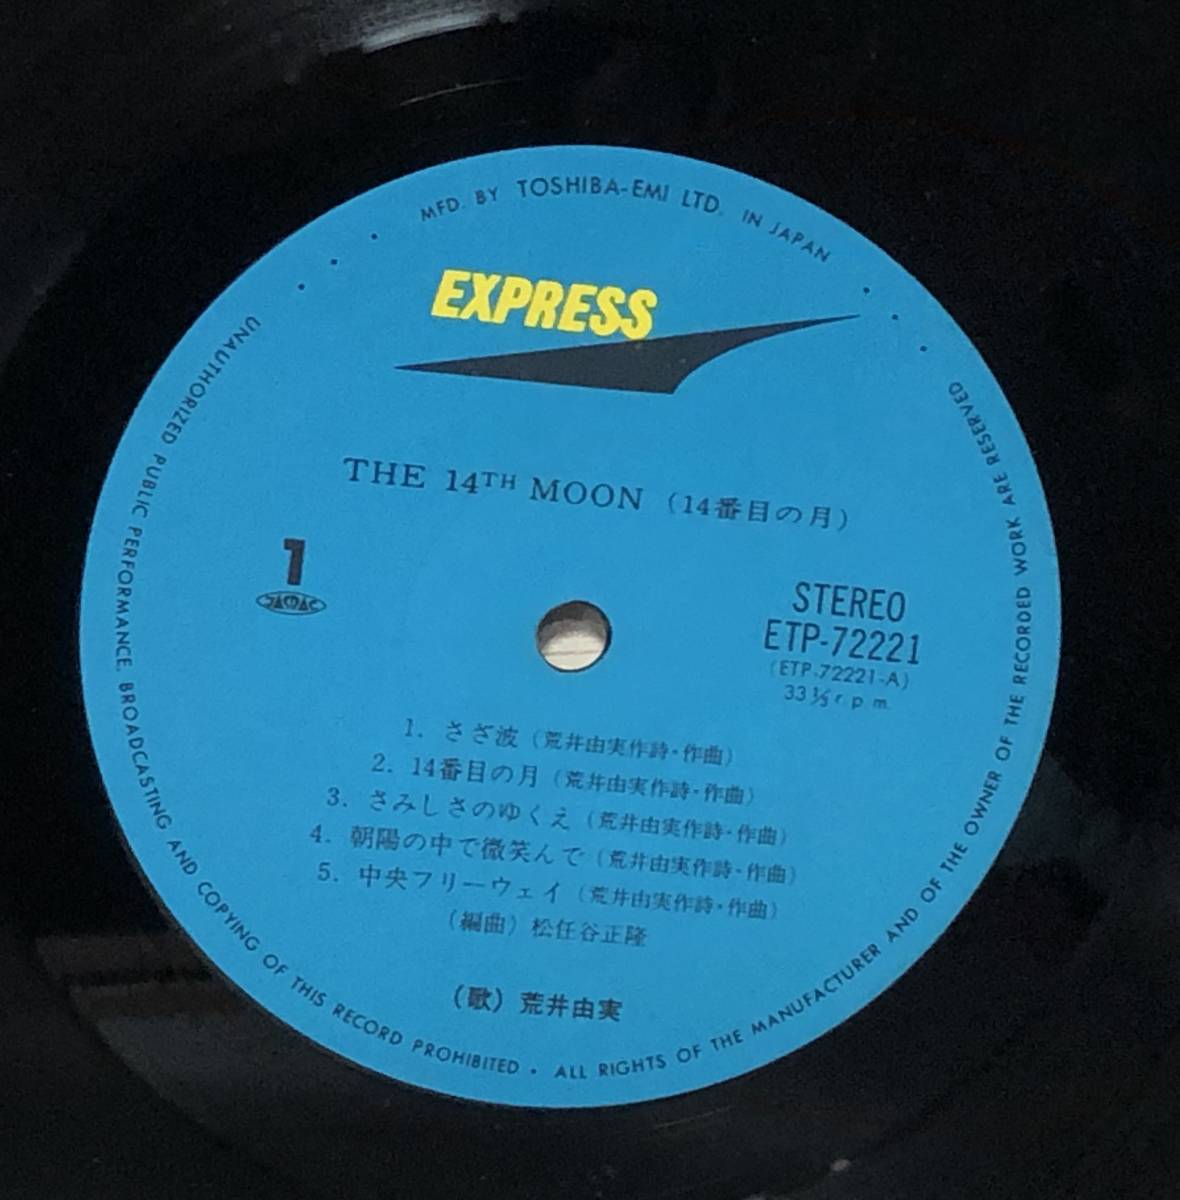 MFD. BY TOSHIBA-EMI LTD. IN JAPAN
EXPRESS
THE 14TH MOON (14番目の月)
1
JASRAC
STEREO
ETP-72221
(ETP-72221-A)
33 1/3 r. p. m.
1. さざ波 (荒井由実作詩・作曲)
2. 14番目の月 (荒井由実作詩・作曲)
3. さみしさのゆくえ (荒井由実作詩・作曲)
4. 朝陽の中で微笑んで (荒井由実作詩・作曲)
5. 中央フリーウェイ (荒井由実作詩・作曲)
(編曲) 松任谷正隆
(歌) 荒井由実
UNAUTHORIZED PUBLIC PERFORMANCE. BROADCASTING AND COPYING OF THIS RECORD PROHIBITED • ALL RIGHTS OF THE MANUFACTURER AND OF THE OWNER OF THE RECORDED WORK ARE RESERVED